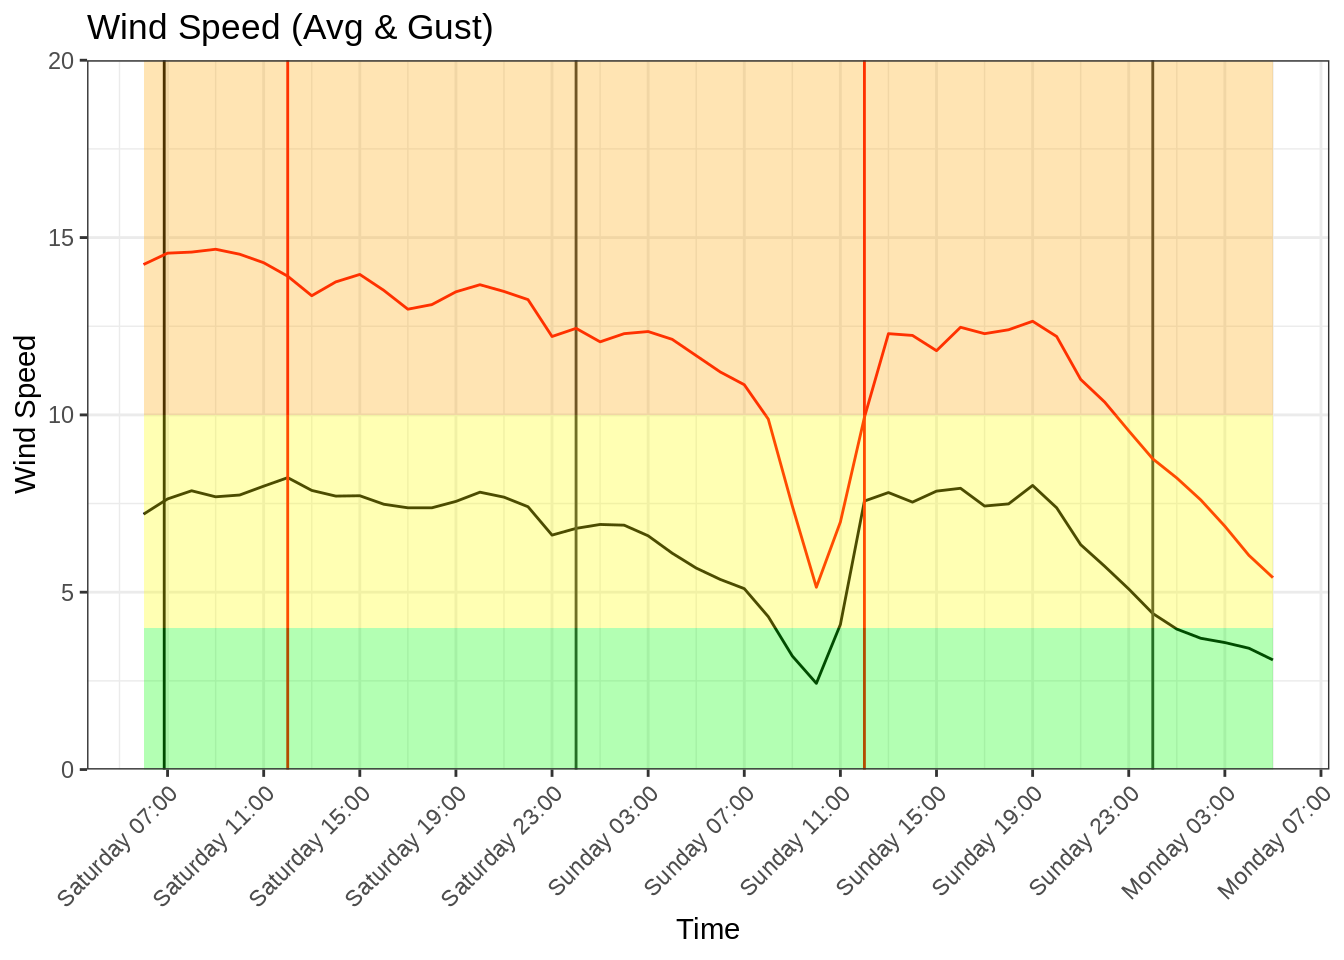 Wind Speed (Avg & Gust)
20
15
10
5
0
Wind Speed
Saturday 07:00
Saturday 11:00
Saturday 15:00
Saturday 19:00
Saturday 23:00
Sunday 03:00
Sunday 07:00
Sunday 11:00
Sunday 15:00
Sunday 19:00
Sunday 23:00
Monday 03:00
Monday 07:00
Time